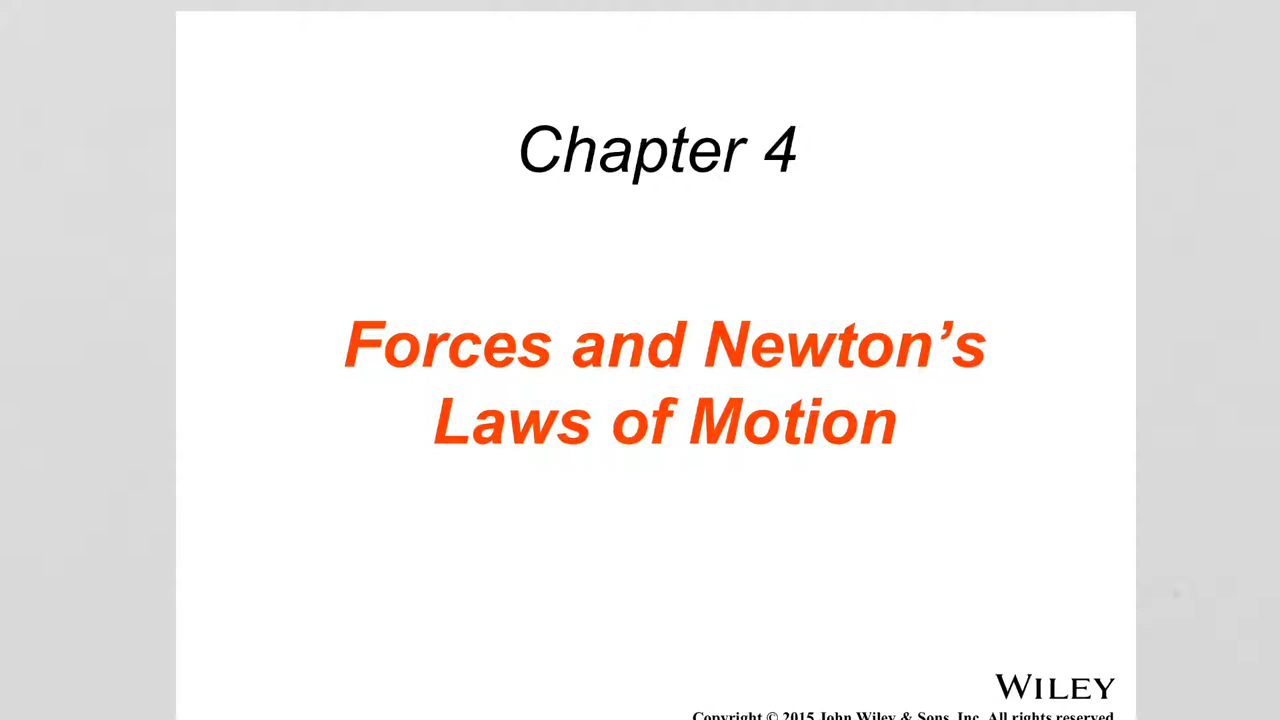 Chapter 4
Forces and Newton’s
Laws of Motion
WILEY
Copyright © 2015 John Wiley & Sons, Inc. All rights reserved